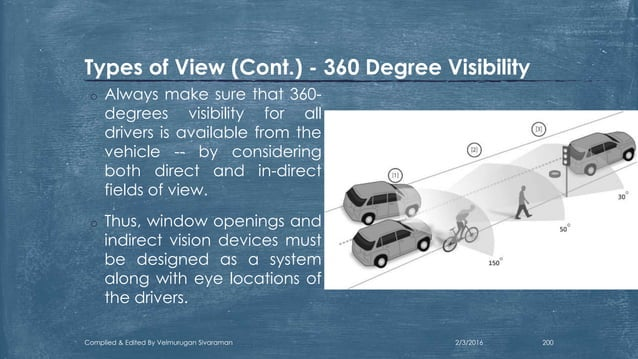 Types of View (Cont.) - 360 Degree Visibility
o Always make sure that 360-
degrees visibility for all
drivers is available from the
vehicle -- by considering
both direct and in-direct
fields of view.
o Thus, window openings and
indirect vision devices must
be designed as a system
along with eye locations of
the drivers.
[1]
[2]
[3]
150°
50°
30°
Complied & Edited By Velmurugan Sivaraman
2/3/2016
200